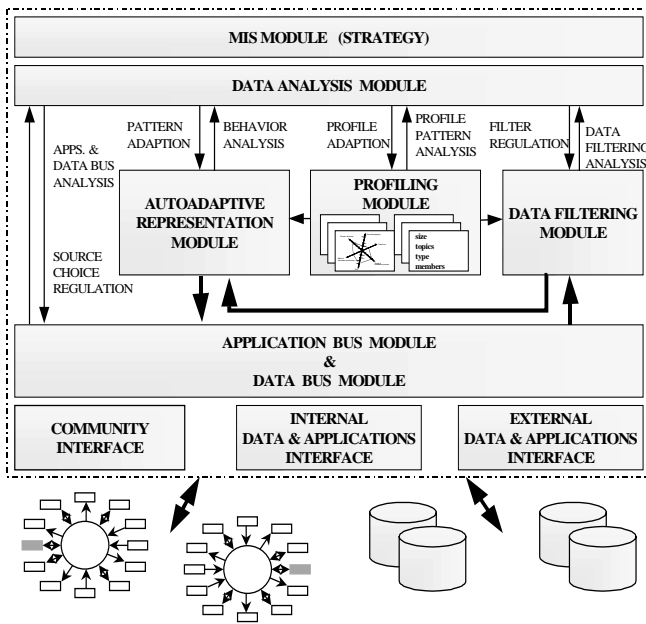 MIS MODULE (STRATEGY)
DATA ANALYSIS MODULE
APPS. &
DATA BUS
ANALYSIS
PATTERN
ADAPTION
BEHAVIOR
ANALYSIS
PROFILE
ADAPTION
PROFILE
PATTERN
ANALYSIS
FILTER
REGULATION
DATA
FILTERING
ANALYSIS
AUTOADAPTIVE
REPRESENTATION
MODULE
PROFILING
MODULE
size
topics
type
members
DATA FILTERING
MODULE
SOURCE
CHOICE
REGULATION
APPLICATION BUS MODULE
&
DATA BUS MODULE
COMMUNITY
INTERFACE
INTERNAL
DATA & APPLICATIONS
INTERFACE
EXTERNAL
DATA & APPLICATIONS
INTERFACE